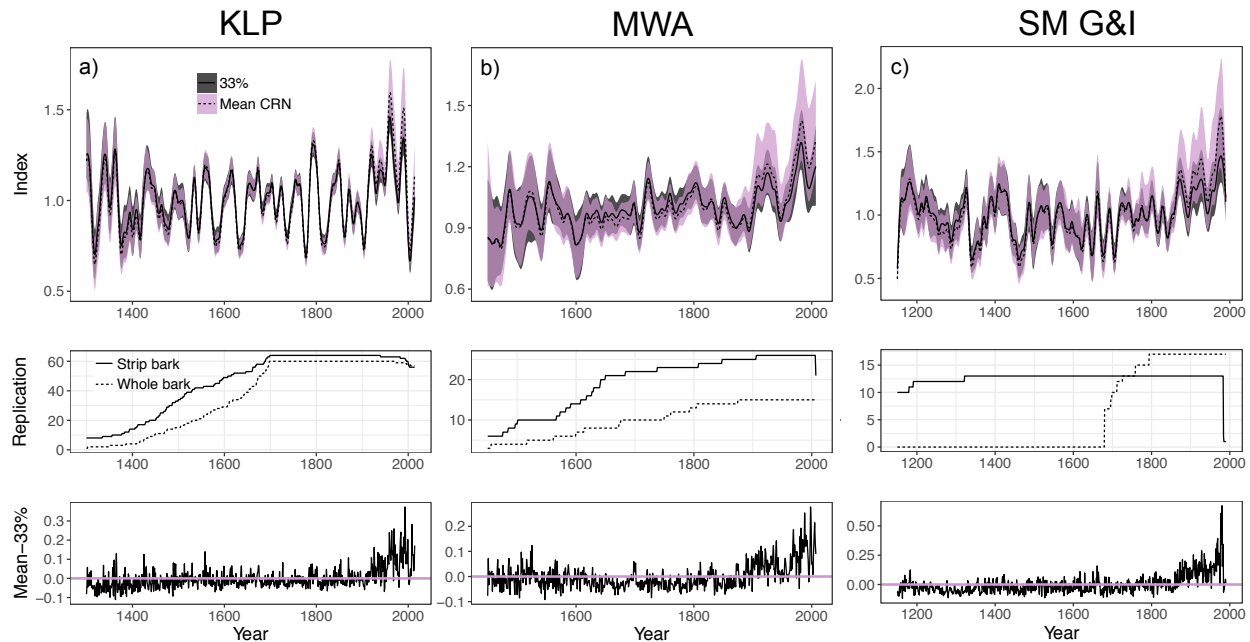 KLP MWA SM G&I
a) b) c)
33%
Mean CRN
Index
1.5
1.0
0.5
1400 1600 1800 2000
1.5
1.2
0.9
0.6
1600 1800 2000
2.0
1.5
1.0
0.5
1200 1400 1600 1800 2000
Strip bark
Whole bark
Replication
60
40
20
0
1400 1600 1800 2000
20
10
1600 1800 2000
15
10
5
0
1200 1400 1600 1800 2000
Mean−33%
0.3
0.2
0.1
0.0
−0.1
1400 1600 1800 2000
Year
0.2
0.1
0.0
−0.1
1600 1800 2000
Year
0.50
0.25
0.00
1200 1400 1600 1800 2000
Year